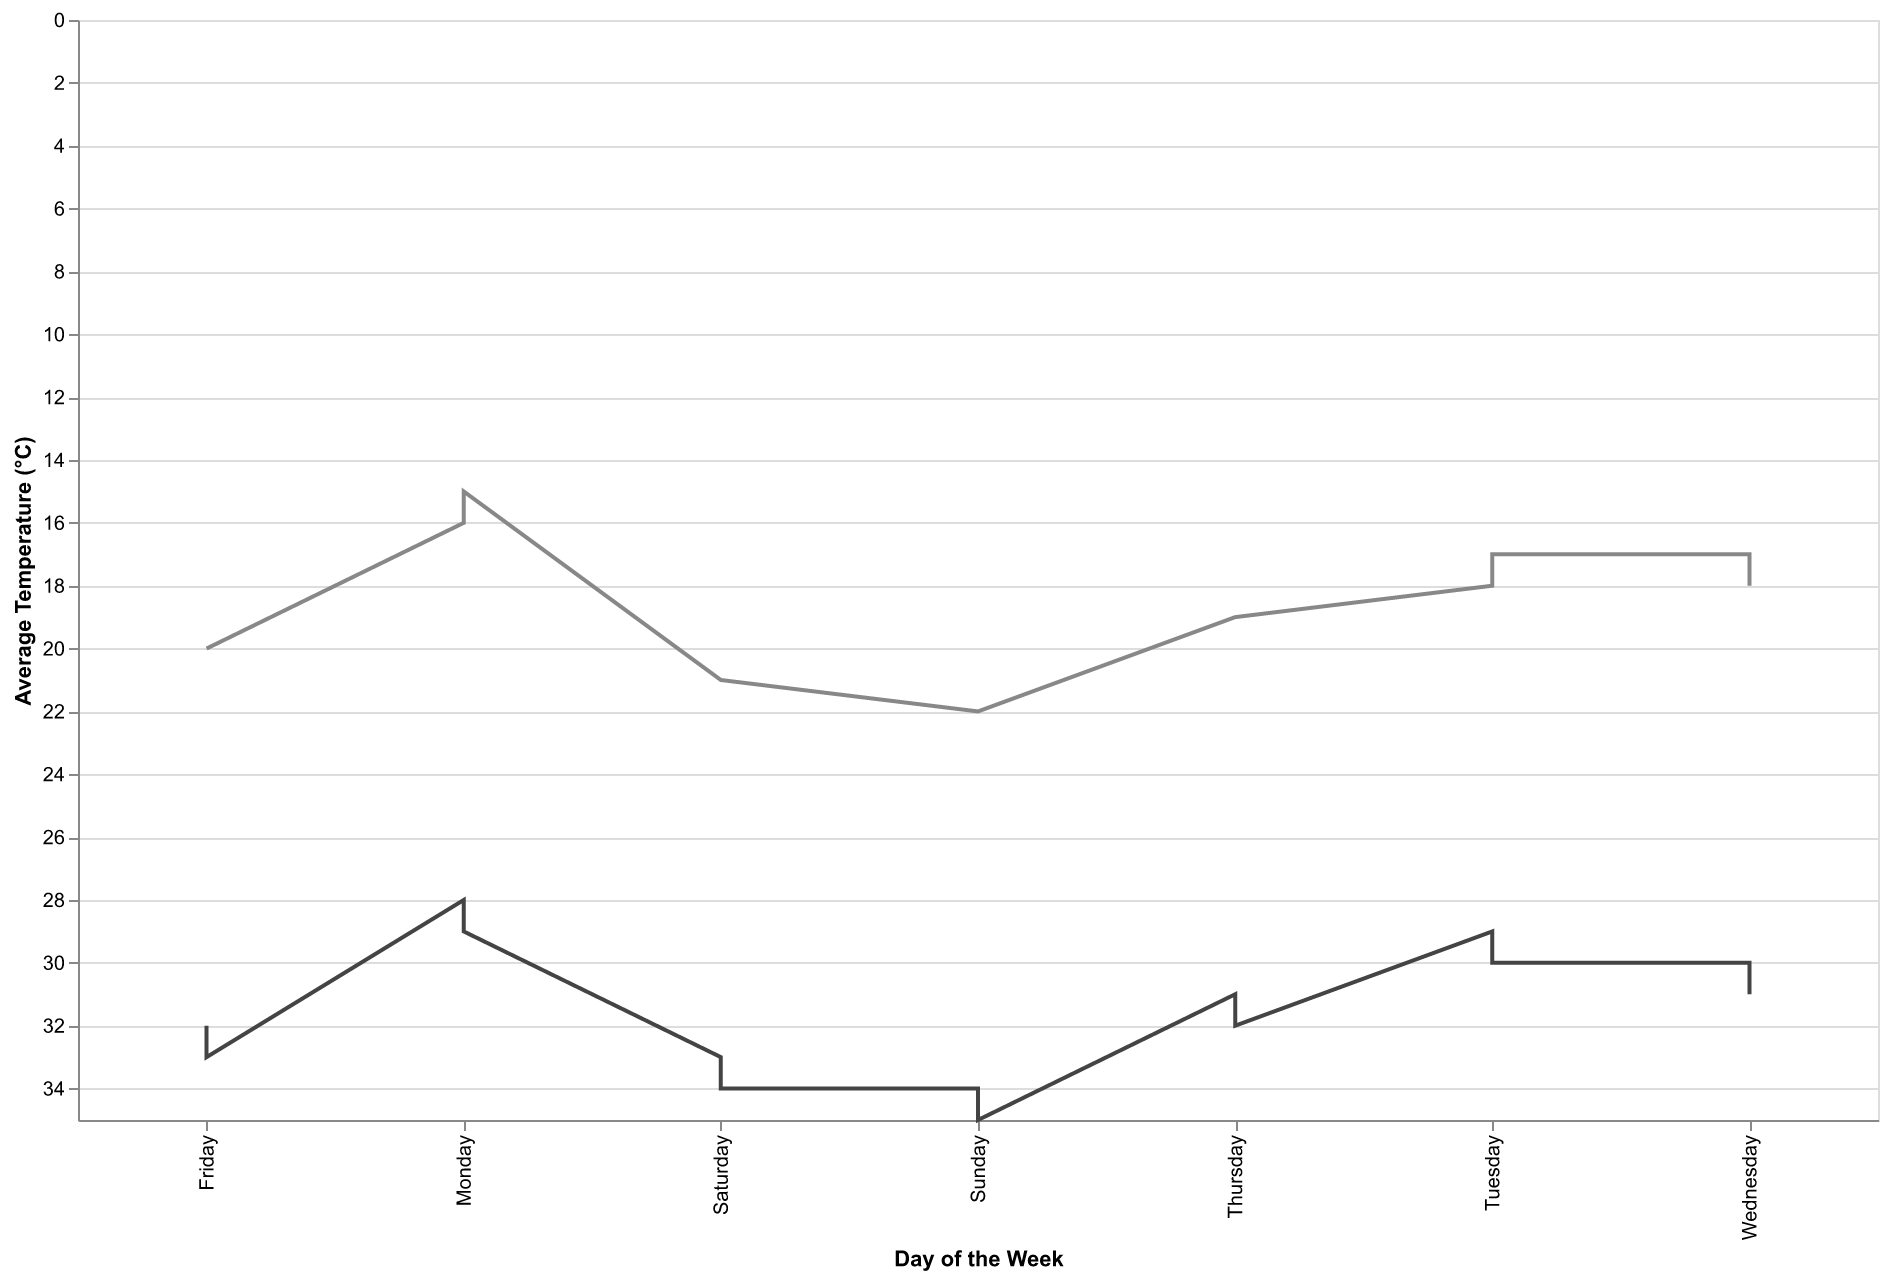 0
2
4
6
8
10
12
14
16
18
20
22
24
26
28
30
32
34
Average Temperature (°C)
Friday
Monday
Saturday
Sunday
Thursday
Tuesday
Wednesday
Day of the Week